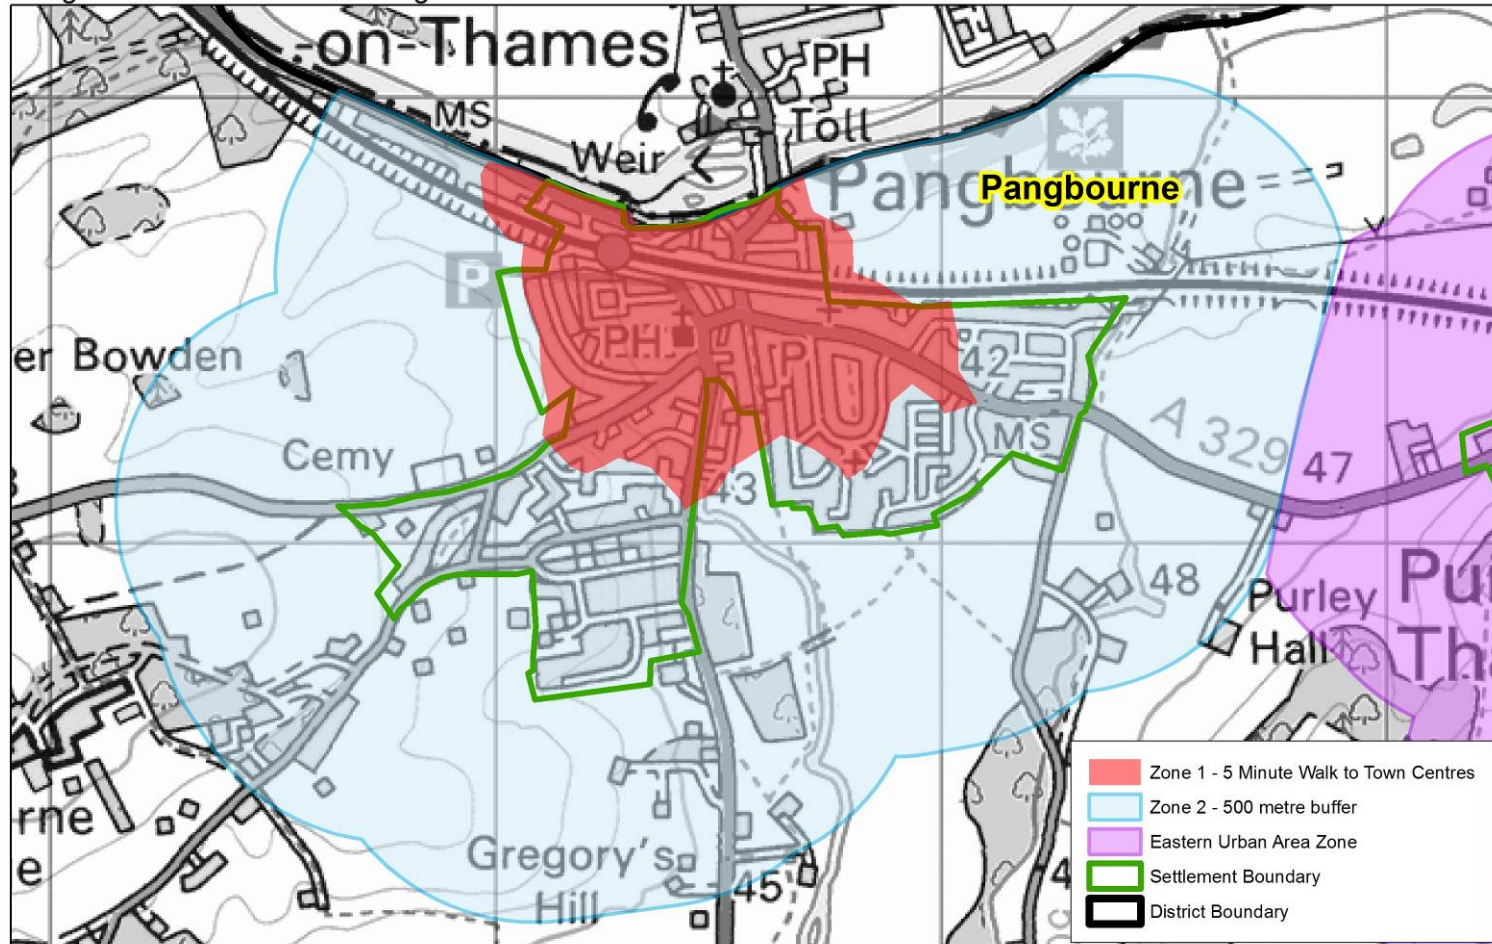 -on-Thames
PH
MS
Toll
Weir
Pangbourne
Pangbourne
P
PH
P
42
er Bowden
MS
A 329
47
Cemy
43
48
Purley
Hall
Pu
Th
Zone 1 - 5 Minute Walk to Town Centres
Zone 2 - 500 metre buffer
Eastern Urban Area Zone
Settlement Boundary
District Boundary
rne
e
Gregory's
Hill
45
4